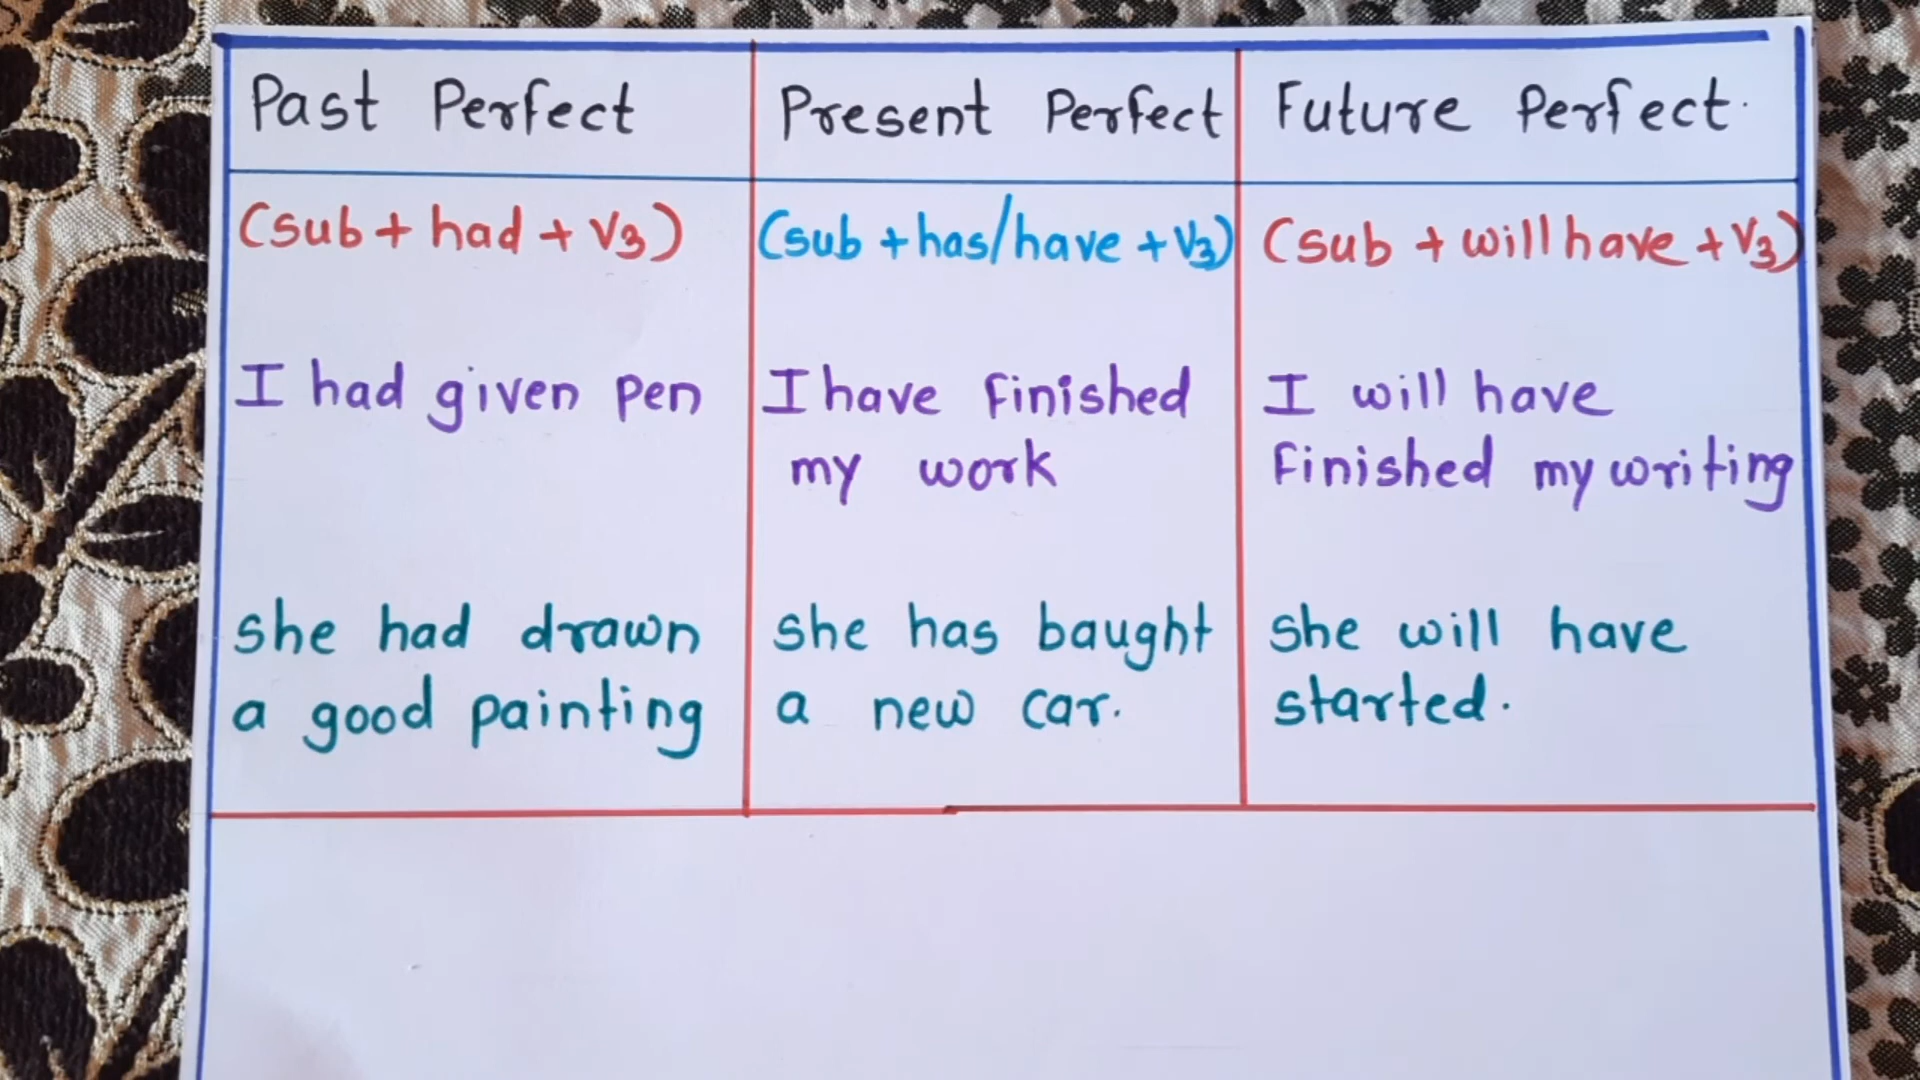 Past Perfect
(sub + had + V3)
I had given pen
she had drawn
a good painting
Present Perfect
(sub + has/have + V3)
I have finished
my work
she has baught
a new car.
Future Perfect.
(sub + will have + V3)
I will have
finished my writing
she will have
started.